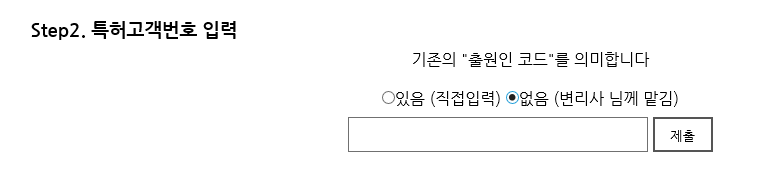 Step2. 특허고객번호 입력
기존의 "출원인 코드"를 의미합니다
있음 (직접입력) 없음 (변리사 님께 맡김)
제출